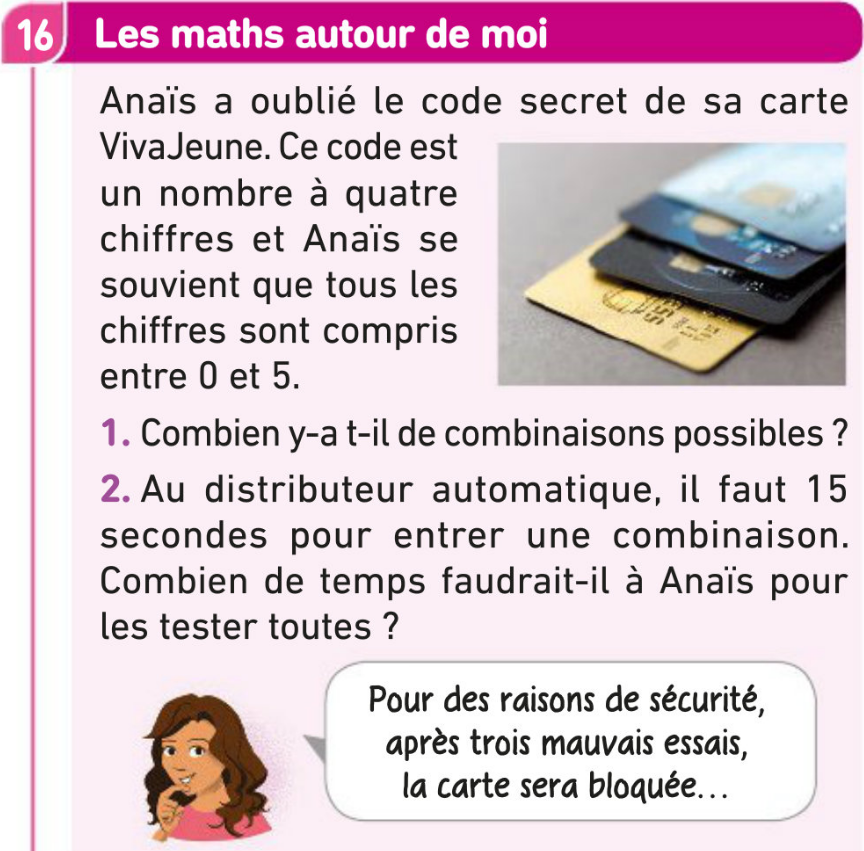 16 Les maths autour de moi
Anaïs a oublié le code secret de sa carte
VivaJeune. Ce code est
un nombre à quatre
chiffres et Anaïs se
souvient que tous les
chiffres sont compris
entre 0 et 5.
1. Combien y-a t-il de combinaisons possibles ?
2. Au distributeur automatique, il faut 15
secondes pour entrer une combinaison.
Combien de temps faudrait-il à Anaïs pour
les tester toutes ?
Pour des raisons de sécurité,
après trois mauvais essais,
la carte sera bloquée...